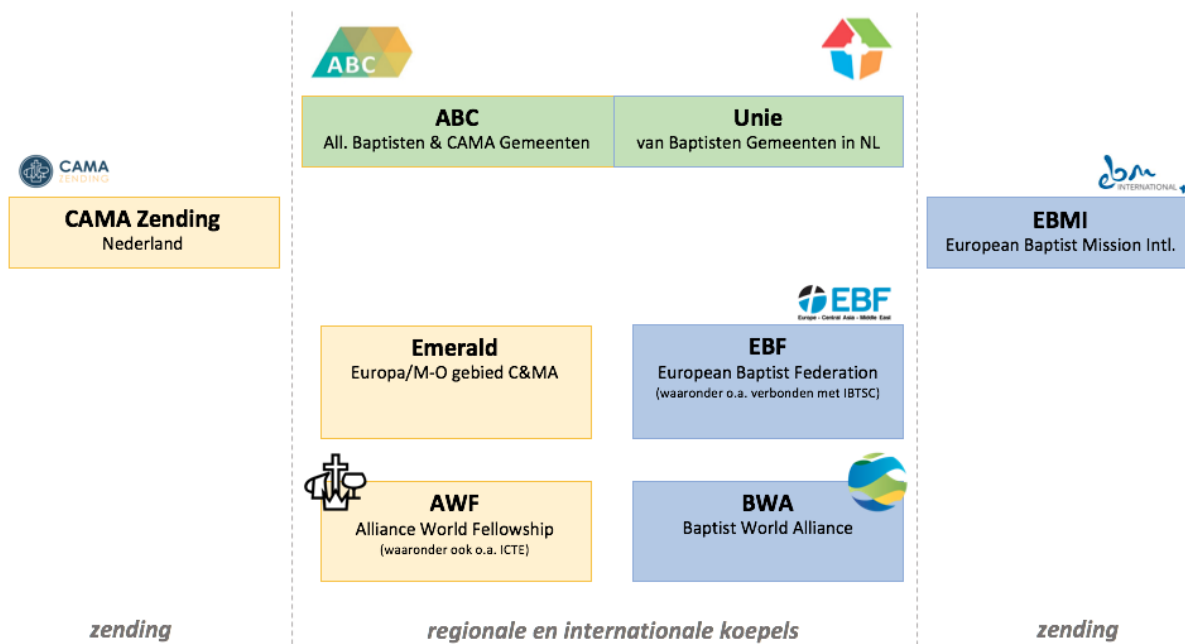 ABC
ABC
All. Baptisten & CAMA Gemeenten
Unie
van Baptisten Gemeenten in NL
CAMA
ZENDING
CAMA Zending
Nederland
ebm
INTERNATIONAL
EBMI
European Baptist Mission Intl.
Emerald
Europa/M-O gebied C&MA
EBF
Europe - Central Asia - Middle East
EBF
European Baptist Federation
(waaronder o.a. verbonden met IBTSC)
AWF
Alliance World Fellowship
(waaronder ook o.a. ICTE)
BWA
Baptist World Alliance
zending
regionale en internationale koepels
zending